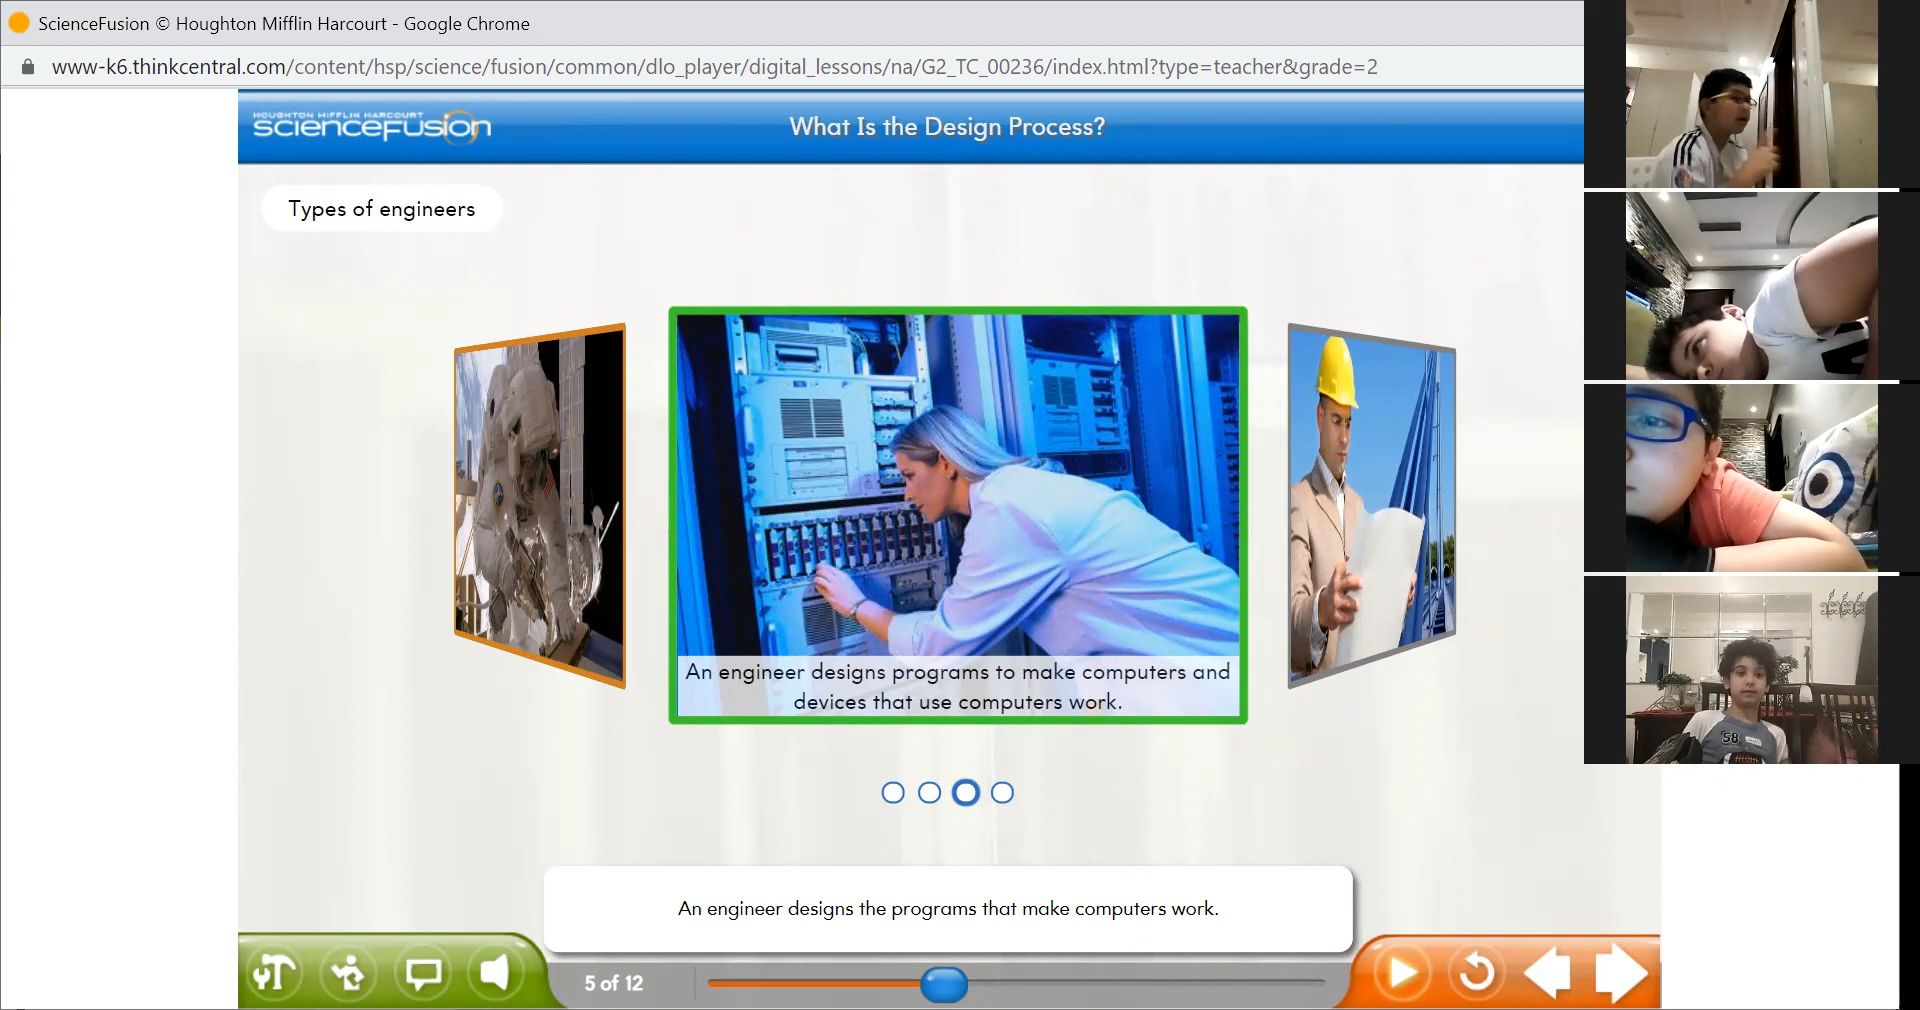 ScienceFusion © Houghton Mifflin Harcourt - Google Chrome
www-k6.thinkcentral.com/content/hsp/science/fusion/common/dlo_player/digital_lessons/na/G2_TC_00236/index.html?type=teacher&grade=2
HOUGHTON MIFFLIN HARCOURT
SCIENCEFUSION
What Is the Design Process?
Types of engineers
An engineer designs programs to make computers and
devices that use computers work.
An engineer designs the programs that make computers work.
5 of 12
58